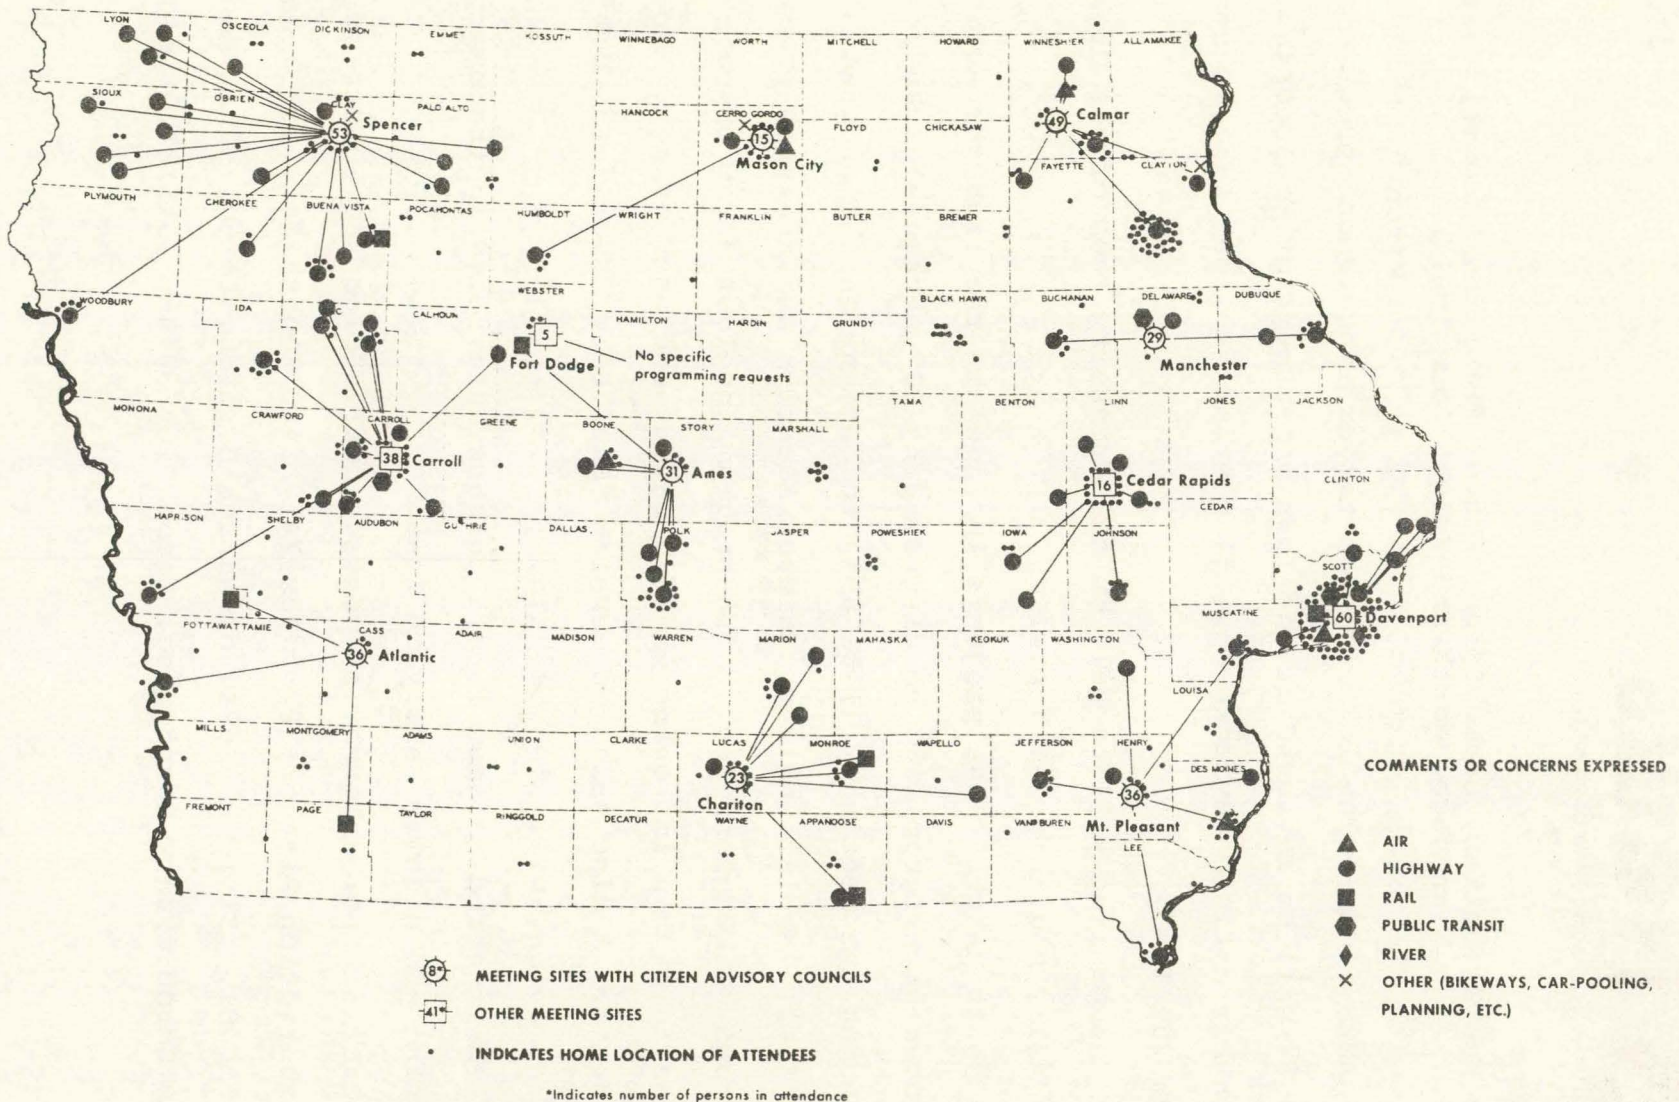 LYON
OSCEOLA
DICKINSON
EMMET
KOSSUTH
WINNEBAGO
WORTH
MITCHELL
HOWARD
WINNESHIEK
ALLAMAKEE
SIOUX
O'BRIEN
CLAY
PALO ALTO
HANCOCK
CERRO GORDO
FLOYD
CHICKASAW
53
Spencer
15
Mason City
49
Calmar
FAYETTE
CLAYTON
PLYMOUTH
CHEROKEE
BUENA VISTA
POCAHONTAS
HUMBOLDT
WRIGHT
FRANKLIN
BUTLER
BREMER
WOODBURY
IDA
CALHOUN
WEBSTER
HAMILTON
HARDIN
GRUNDY
BLACK HAWK
BUCHANAN
DELAWARE
DUBUQUE
5
Fort Dodge
No specific
programming requests
29
Manchester
MONONA
CRAWFORD
CARROLL
GREENE
BOONE
STORY
MARSHALL
TAMA
BENTON
LINN
JONES
JACKSON
38
Carroll
31
Ames
16
Cedar Rapids
CLINTON
CEDAR
HARRISON
SHELBY
AUDUBON
GUTHRIE
DALLAS
POLK
JASPER
POWESHIEK
IOWA
JOHNSON
SCOTT
MUSCATINE
60
Davenport
POTTAWATTAMIE
CASS
ADAIR
MADISON
WARREN
MARION
MAHASKA
KEOKUK
WASHINGTON
36
Atlantic
LOUISA
MILLS
MONTGOMERY
ADAMS
UNION
CLARKE
LUCAS
MONROE
WAPELLO
JEFFERSON
HENRY
DES MOINES
23
Chariton
36
Mt. Pleasant
FREMONT
PAGE
TAYLOR
RINGGOLD
DECATUR
WAYNE
APPANOOSE
DAVIS
VAN BUREN
LEE
COMMENTS OR CONCERNS EXPRESSED
AIR
HIGHWAY
RAIL
PUBLIC TRANSIT
RIVER
OTHER (BIKEWAYS, CAR-POOLING,
PLANNING, ETC.)
8* MEETING SITES WITH CITIZEN ADVISORY COUNCILS
41* OTHER MEETING SITES
INDICATES HOME LOCATION OF ATTENDEES
*Indicates number of persons in attendance